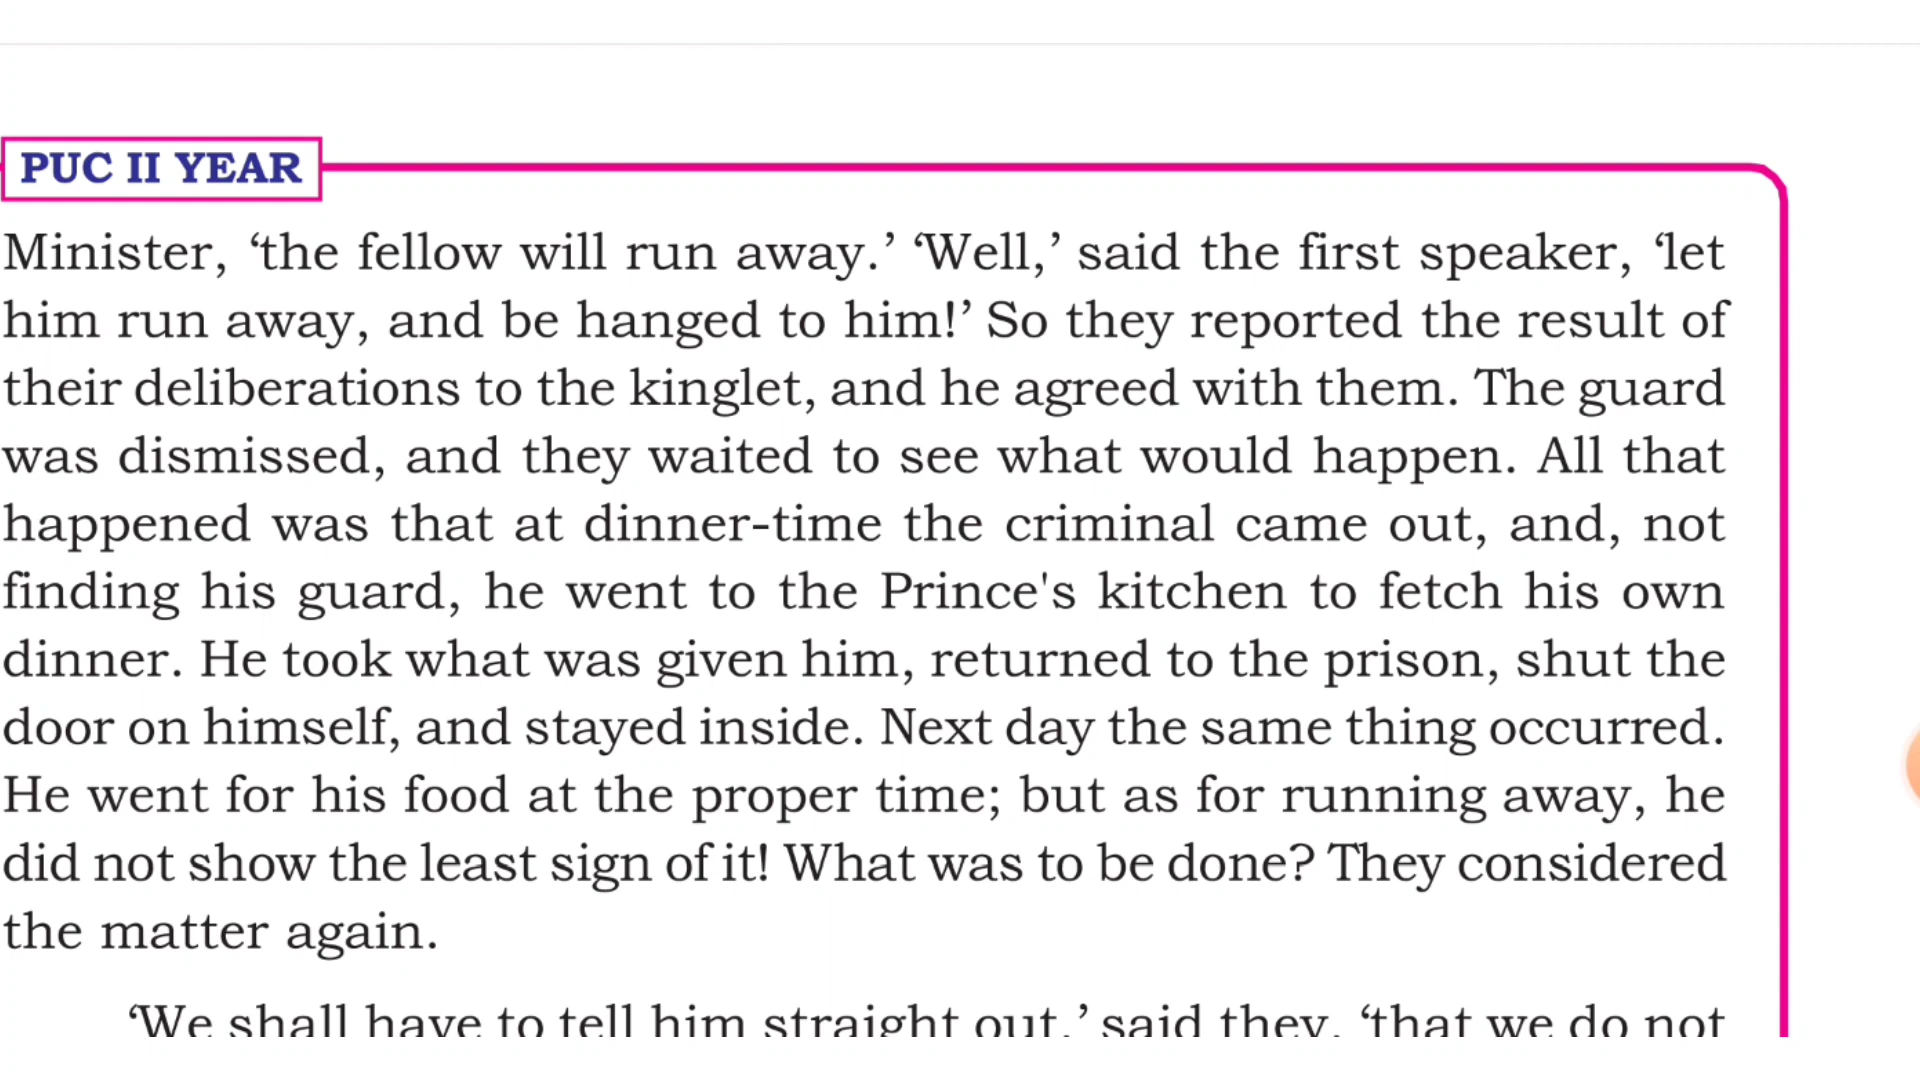 PUC II YEAR
Minister, ‘the fellow will run away.’ ‘Well,’ said the first speaker, ‘let
him run away, and be hanged to him!’ So they reported the result of
their deliberations to the kinglet, and he agreed with them. The guard
was dismissed, and they waited to see what would happen. All that
happened was that at dinner-time the criminal came out, and, not
finding his guard, he went to the Prince's kitchen to fetch his own
dinner. He took what was given him, returned to the prison, shut the
door on himself, and stayed inside. Next day the same thing occurred.
He went for his food at the proper time; but as for running away, he
did not show the least sign of it! What was to be done? They considered
the matter again.
‘We shall have to tell him straight out,’ said they, ‘that we do not